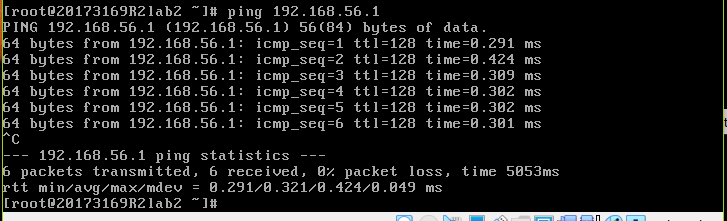 [root@20173169R2lab2 ~]# ping 192.168.56.1
PING 192.168.56.1 (192.168.56.1) 56(84) bytes of data.
64 bytes from 192.168.56.1: icmp_seq=1 ttl=128 time=0.291 ms
64 bytes from 192.168.56.1: icmp_seq=2 ttl=128 time=0.424 ms
64 bytes from 192.168.56.1: icmp_seq=3 ttl=128 time=0.309 ms
64 bytes from 192.168.56.1: icmp_seq=4 ttl=128 time=0.302 ms
64 bytes from 192.168.56.1: icmp_seq=5 ttl=128 time=0.302 ms
64 bytes from 192.168.56.1: icmp_seq=6 ttl=128 time=0.301 ms
^C
--- 192.168.56.1 ping statistics ---
6 packets transmitted, 6 received, 0% packet loss, time 5053ms
rtt min/avg/max/mdev = 0.291/0.321/0.424/0.049 ms
[root@20173169R2lab2 ~]#